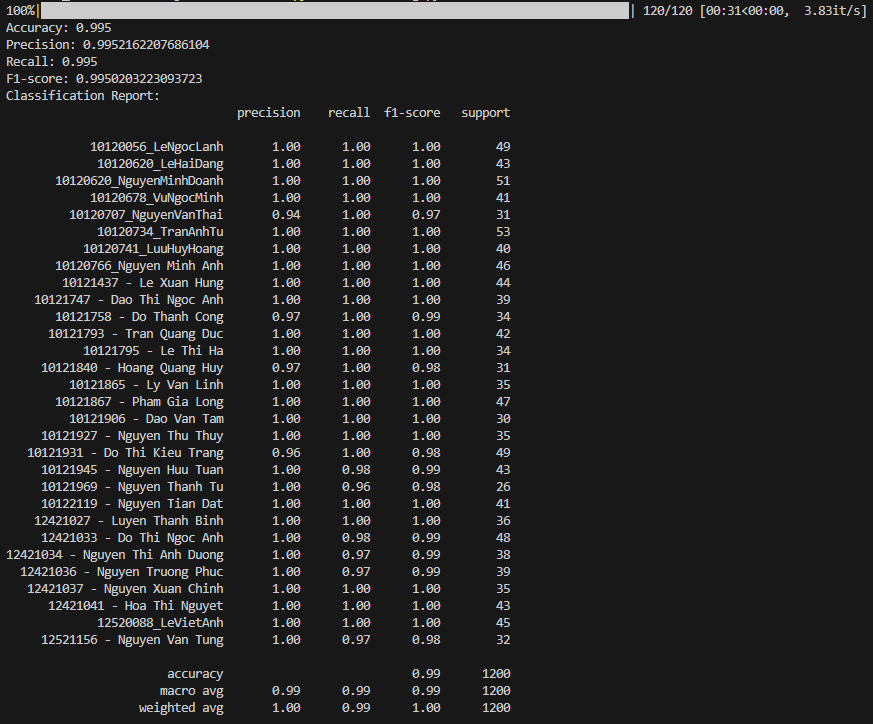 100%| | 120/120 [00:31<00:00, 3.83it/s]
Accuracy: 0.995
Precision: 0.9952162207686104
Recall: 0.995
F1-score: 0.9950203223093723
Classification Report:
precision recall f1-score support
10120056_LeNgocLanh 1.00 1.00 1.00 49
10120620_LeHaiDang 1.00 1.00 1.00 43
10120620_NguyenMinhDoanh 1.00 1.00 1.00 51
10120678_VuNgocMinh 1.00 1.00 1.00 41
10120707_NguyenVanThai 0.94 1.00 0.97 31
10120734_TranAnhTu 1.00 1.00 1.00 53
10120741_LuuHuyHoang 1.00 1.00 1.00 40
10120766_Nguyen Minh Anh 1.00 1.00 1.00 46
10121437 - Le Xuan Hung 1.00 1.00 1.00 44
10121747 - Dao Thi Ngoc Anh 1.00 1.00 1.00 39
10121758 - Do Thanh Cong 0.97 1.00 0.99 34
10121793 - Tran Quang Duc 1.00 1.00 1.00 42
10121795 - Le Thi Ha 1.00 1.00 1.00 34
10121840 - Hoang Quang Huy 0.97 1.00 0.98 31
10121865 - Ly Van Linh 1.00 1.00 1.00 35
10121867 - Pham Gia Long 1.00 1.00 1.00 47
10121906 - Dao Van Tam 1.00 1.00 1.00 30
10121927 - Nguyen Thu Thuy 1.00 1.00 1.00 35
10121931 - Do Thi Kieu Trang 0.96 1.00 0.98 49
10121945 - Nguyen Huu Tuan 1.00 0.98 0.99 43
10121969 - Nguyen Thanh Tu 1.00 0.96 0.98 26
10122119 - Nguyen Tian Dat 1.00 1.00 1.00 41
12421027 - Luyen Thanh Binh 1.00 1.00 1.00 36
12421033 - Do Thi Ngoc Anh 1.00 0.98 0.99 48
12421034 - Nguyen Thi Anh Duong 1.00 0.97 0.99 38
12421036 - Nguyen Truong Phuc 1.00 0.97 0.99 39
12421037 - Nguyen Xuan Chinh 1.00 1.00 1.00 35
12421041 - Hoa Thi Nguyet 1.00 1.00 1.00 43
12520088_LeVietAnh 1.00 1.00 1.00 45
12521156 - Nguyen Van Tung 1.00 0.97 0.98 32
accuracy 0.99 1200
macro avg 0.99 0.99 0.99 1200
weighted avg 1.00 0.99 1.00 1200